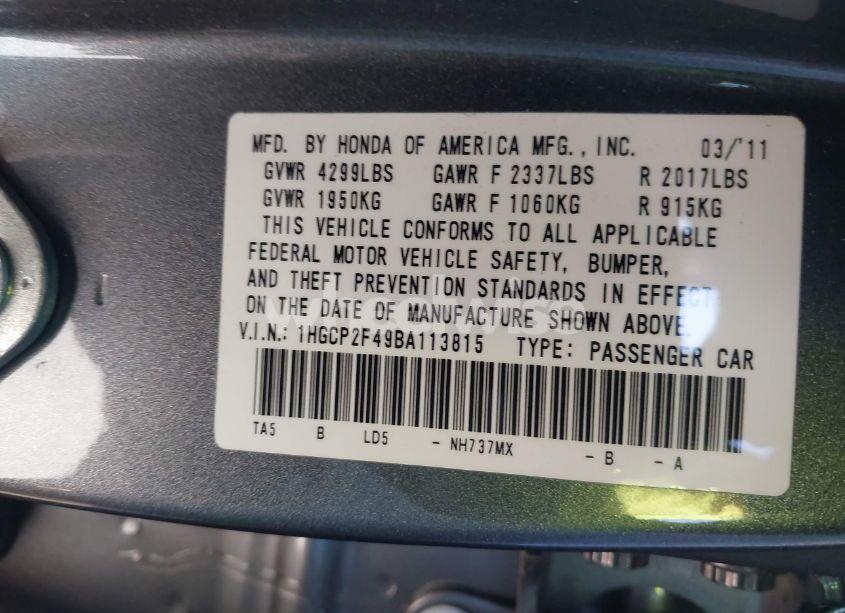 MFD. BY HONDA OF AMERICA MFG., INC. 03/'11
GVWR 4299LBS GAWR F 2337LBS R 2017LBS
GVWR 1950KG GAWR F 1060KG R 915KG
THIS VEHICLE CONFORMS TO ALL APPLICABLE
FEDERAL MOTOR VEHICLE SAFETY, BUMPER,
AND THEFT PREVENTION STANDARDS IN EFFECT
ON THE DATE OF MANUFACTURE SHOWN ABOVE.
V.I.N.: 1HGCP2F49BA113815 TYPE: PASSENGER CAR
TA5 B LD5 - NH737MX - B - A